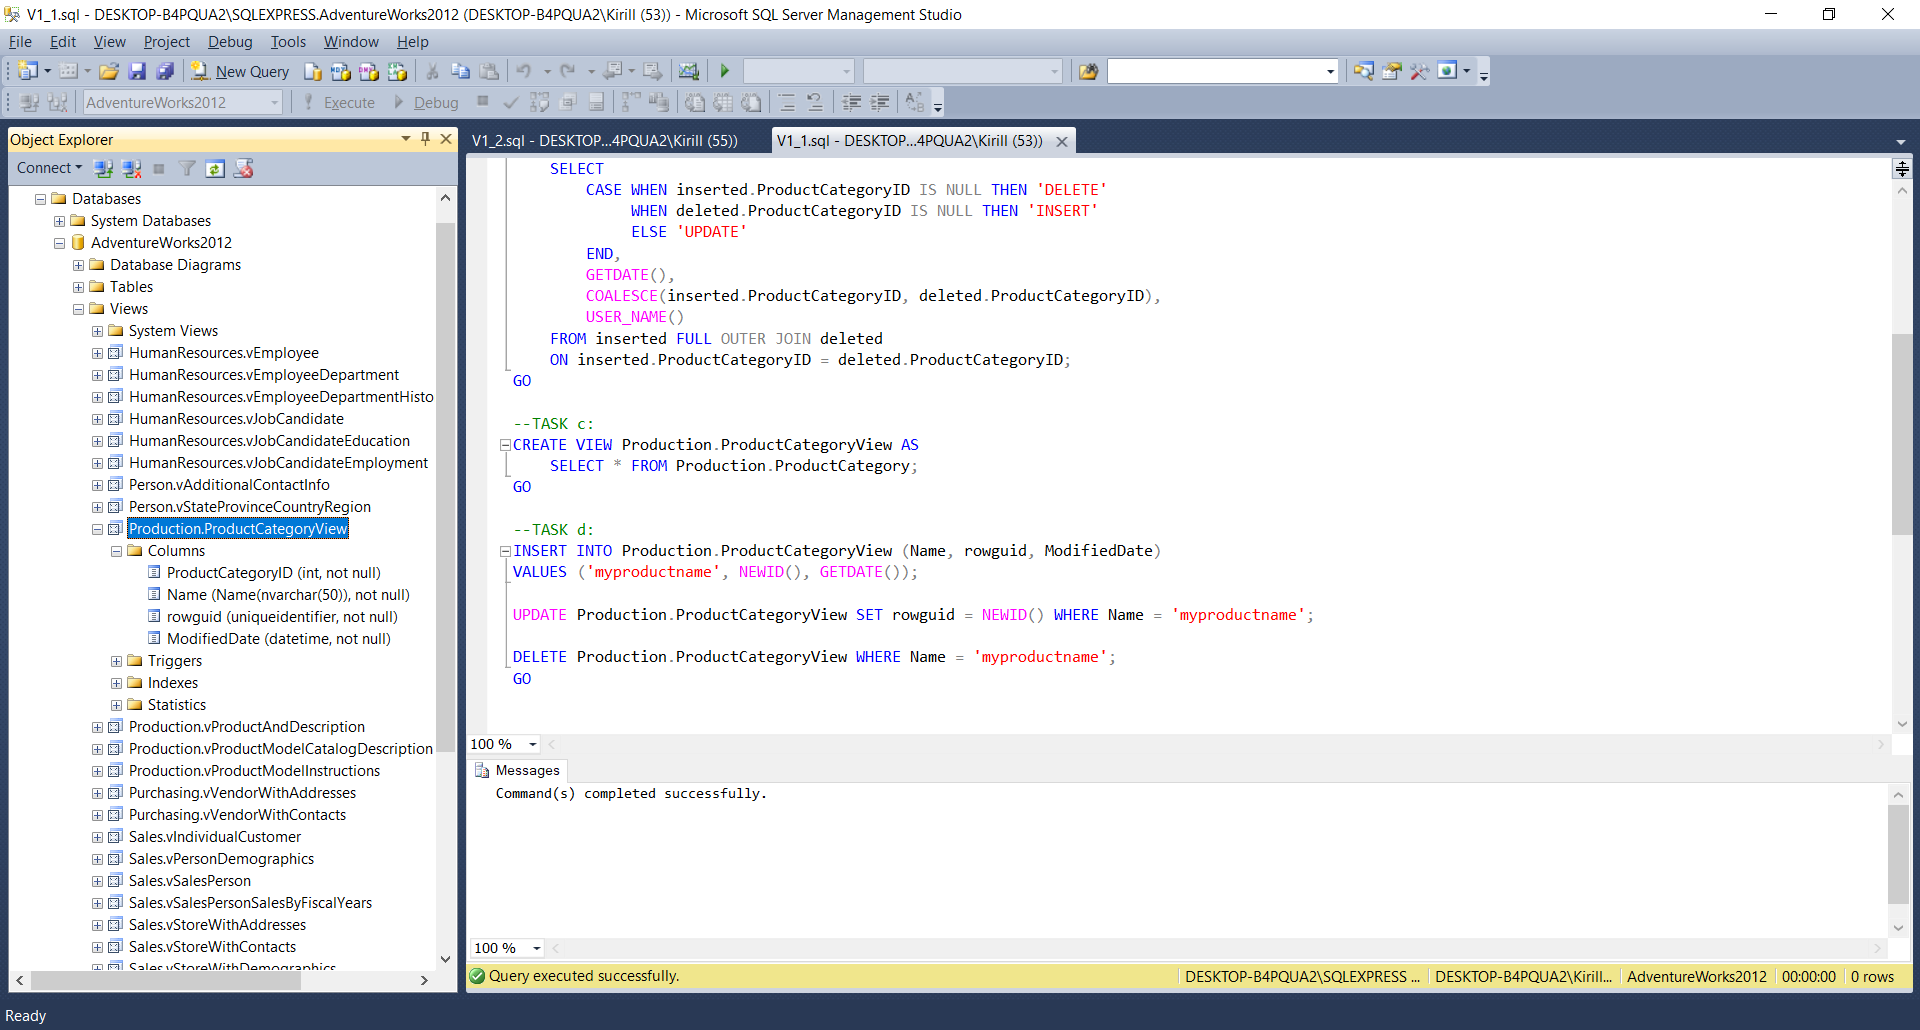 V1_1.sql - DESKTOP-B4PQUA2\SQLEXPRESS.AdventureWorks2012 (DESKTOP-B4PQUA2\Kirill (53)) - Microsoft SQL Server Management Studio
File Edit View Project Debug Tools Window Help
New Query
AdventureWorks2012 Execute Debug
Object Explorer
Connect
Databases
System Databases
AdventureWorks2012
Database Diagrams
Tables
Views
System Views
HumanResources.vEmployee
HumanResources.vEmployeeDepartment
HumanResources.vEmployeeDepartmentHisto
HumanResources.vJobCandidate
HumanResources.vJobCandidateEducation
HumanResources.vJobCandidateEmployment
Person.vAdditionalContactInfo
Person.vStateProvinceCountryRegion
Production.ProductCategoryView
Columns
ProductCategoryID (int, not null)
Name (Name(nvarchar(50)), not null)
rowguid (uniqueidentifier, not null)
ModifiedDate (datetime, not null)
Triggers
Indexes
Statistics
Production.vProductAndDescription
Production.vProductModelCatalogDescription
Production.vProductModelInstructions
Purchasing.vVendorWithAddresses
Purchasing.vVendorWithContacts
Sales.vIndividualCustomer
Sales.vPersonDemographics
Sales.vSalesPerson
Sales.vSalesPersonSalesByFiscalYears
Sales.vStoreWithAddresses
Sales.vStoreWithContacts
Sales.vStoreWithDemographics
V1_2.sql - DESKTOP...4PQUA2\Kirill (55))
V1_1.sql - DESKTOP...4PQUA2\Kirill (53))
SELECT
CASE WHEN inserted.ProductCategoryID IS NULL THEN 'DELETE'
WHEN deleted.ProductCategoryID IS NULL THEN 'INSERT'
ELSE 'UPDATE'
END,
GETDATE(),
COALESCE(inserted.ProductCategoryID, deleted.ProductCategoryID),
USER_NAME()
FROM inserted FULL OUTER JOIN deleted
ON inserted.ProductCategoryID = deleted.ProductCategoryID;
GO
--TASK c:
CREATE VIEW Production.ProductCategoryView AS
SELECT * FROM Production.ProductCategory;
GO
--TASK d:
INSERT INTO Production.ProductCategoryView (Name, rowguid, ModifiedDate)
VALUES ('myproductname', NEWID(), GETDATE());
UPDATE Production.ProductCategoryView SET rowguid = NEWID() WHERE Name = 'myproductname';
DELETE Production.ProductCategoryView WHERE Name = 'myproductname';
GO
100 %
Messages
Command(s) completed successfully.
100 %
Query executed successfully.
DESKTOP-B4PQUA2\SQLEXPRESS ... DESKTOP-B4PQUA2\Kirill... AdventureWorks2012 00:00:00 0 rows
Ready